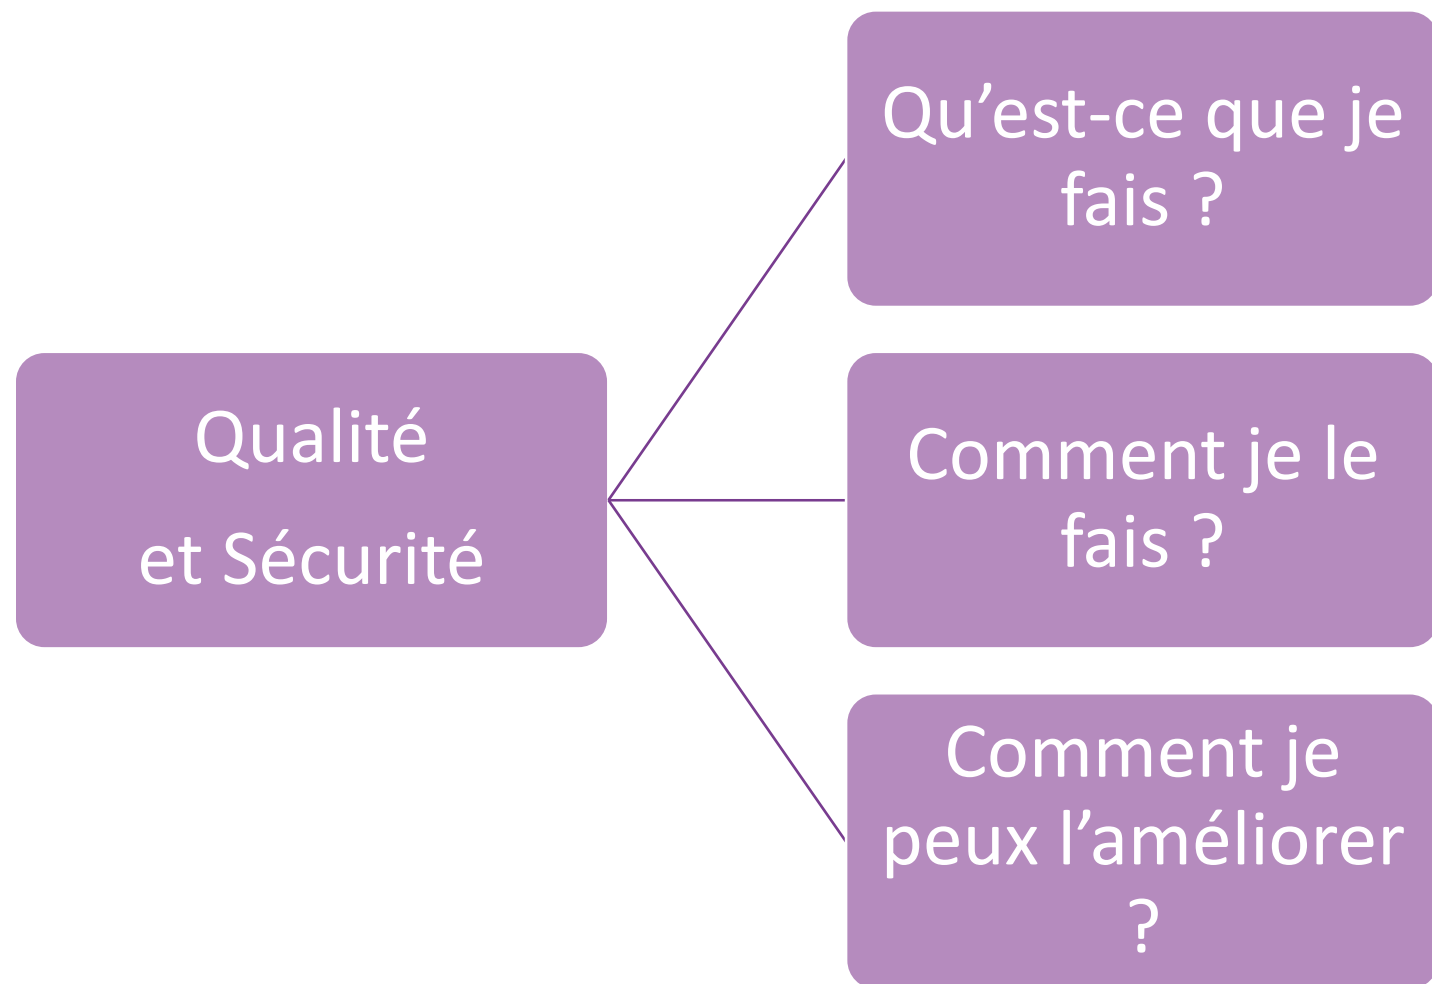 Qualité
et Sécurité
Qu’est-ce que je
fais ?
Comment je le
fais ?
Comment je
peux l’améliorer
?